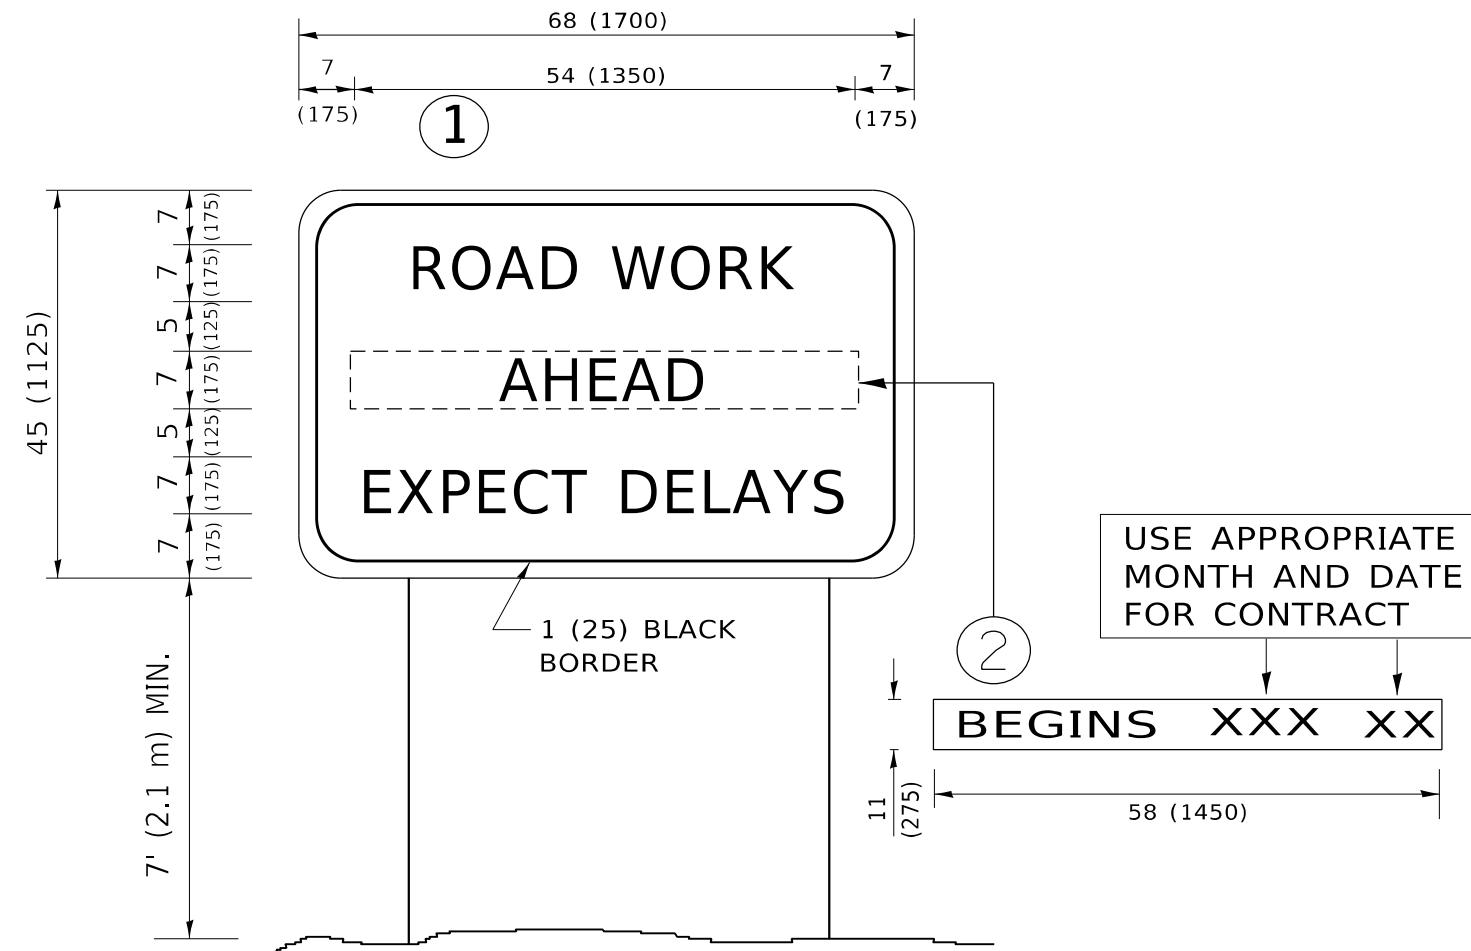 68 (1700)
7
54 (1350)
7
(175)
(175)
1
7
(175)
7
(175)
5
(125)
7
(175)
5
(125)
7
(175)
7
(175)
45 (1125)
ROAD WORK
AHEAD
EXPECT DELAYS
1 (25) BLACK
BORDER
7' (2.1 m) MIN.
USE APPROPRIATE
MONTH AND DATE
FOR CONTRACT
2
BEGINS XXX XX
11
(275)
58 (1450)